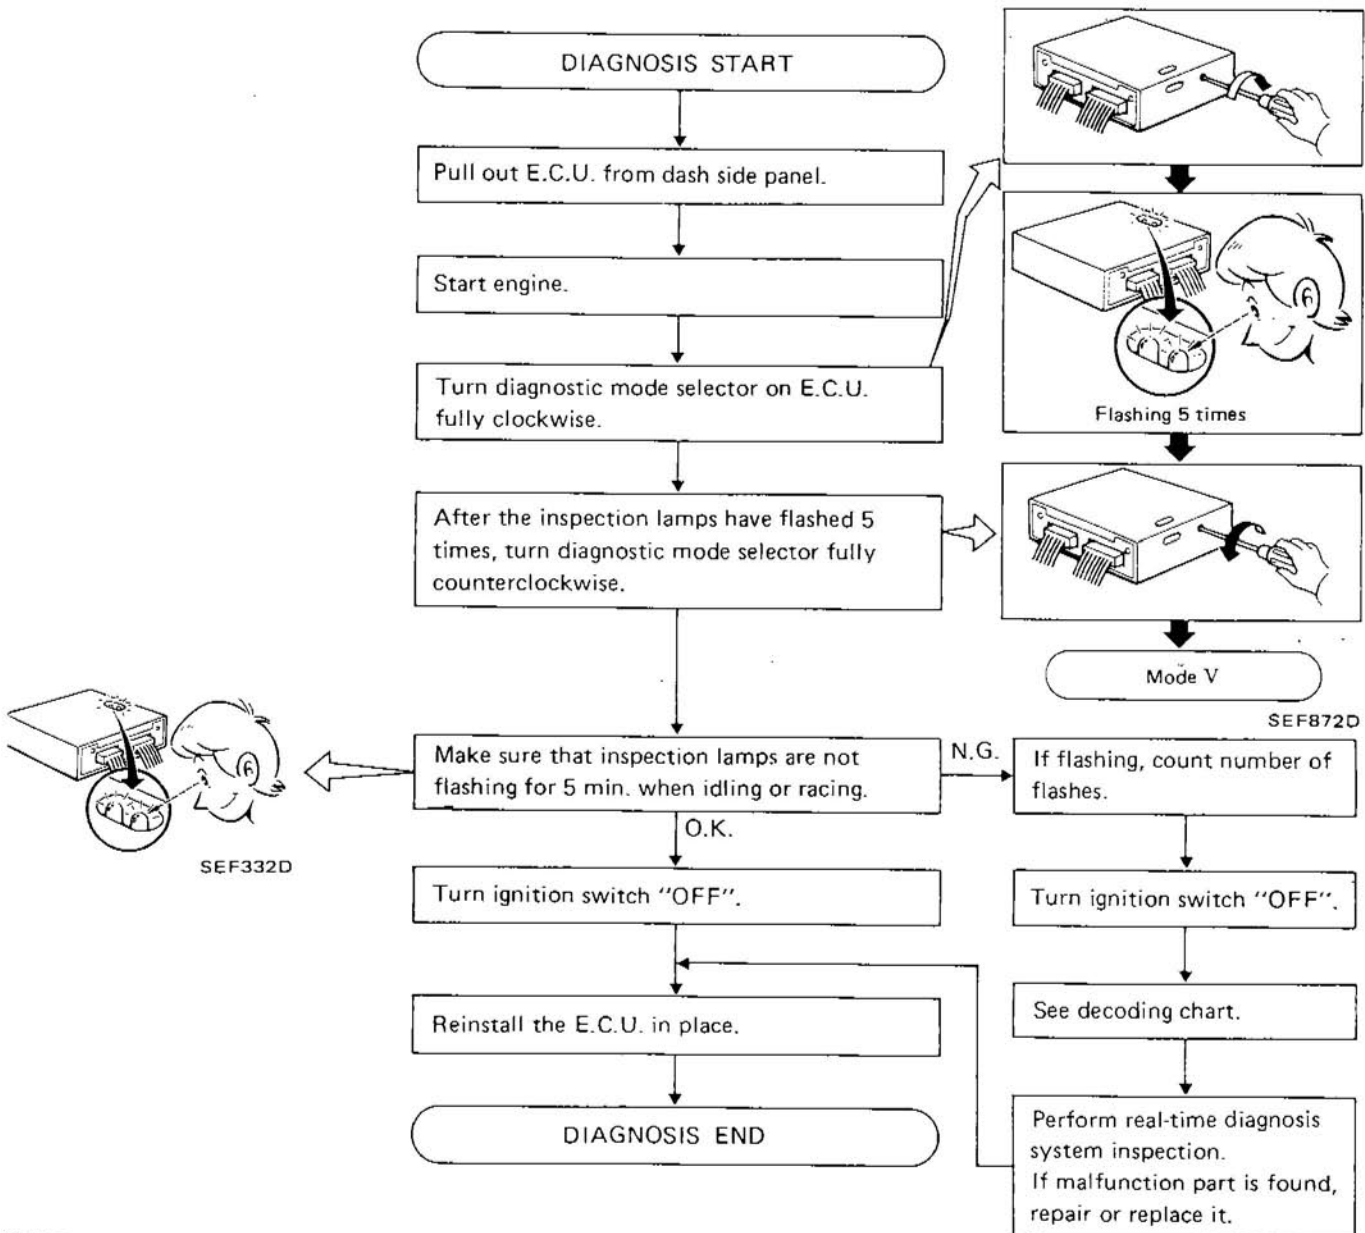 DIAGNOSIS START
Pull out E.C.U. from dash side panel.
Start engine.
Turn diagnostic mode selector on E.C.U.
fully clockwise.
Flashing 5 times
After the inspection lamps have flashed 5
times, turn diagnostic mode selector fully
counterclockwise.
Mode V
SEF872D
Make sure that inspection lamps are not
flashing for 5 min. when idling or racing.
N.G.
If flashing, count number of
flashes.
SEF332D
O.K.
Turn ignition switch "OFF".
Turn ignition switch "OFF".
Reinstall the E.C.U. in place.
See decoding chart.
DIAGNOSIS END
Perform real-time diagnosis
system inspection.
If malfunction part is found,
repair or replace it.